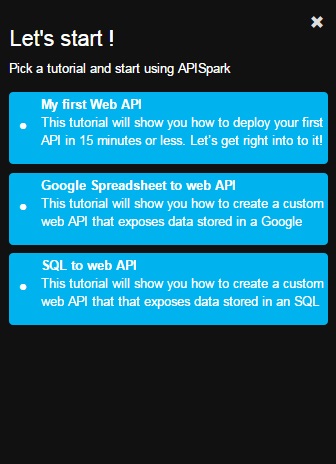 Let's start !
Pick a tutorial and start using APISpark
My first Web API
This tutorial will show you how to deploy your first
API in 15 minutes or less. Let's get right into to it!
Google Spreadsheet to web API
This tutorial will show you how to create a custom
web API that exposes data stored in a Google
SQL to web API
This tutorial will show you how to create a custom
web API that that exposes data stored in an SQL